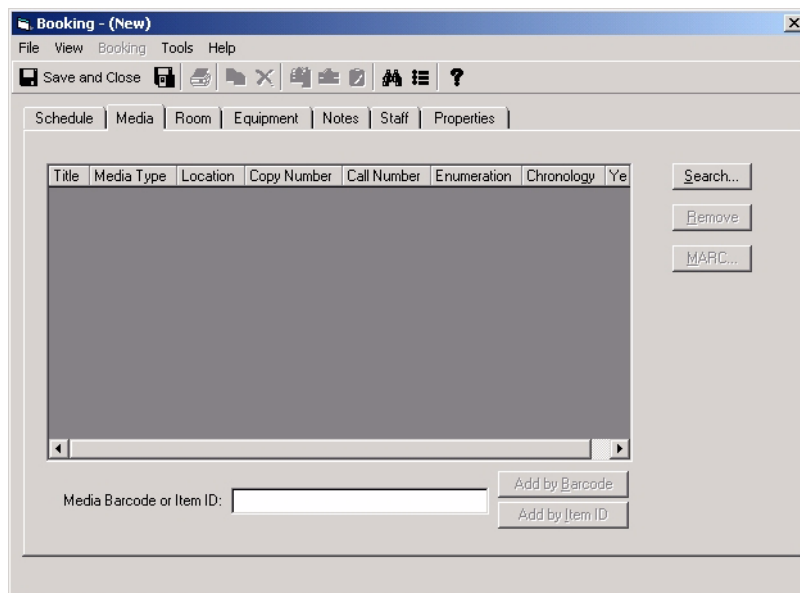 Booking - (New)
File View Booking Tools Help
Save and Close
Schedule Media Room Equipment Notes Staff Properties
Title Media Type Location Copy Number Call Number Enumeration Chronology Ye
Search...
Remove
MARC...
Media Barcode or Item ID:
Add by Barcode
Add by Item ID